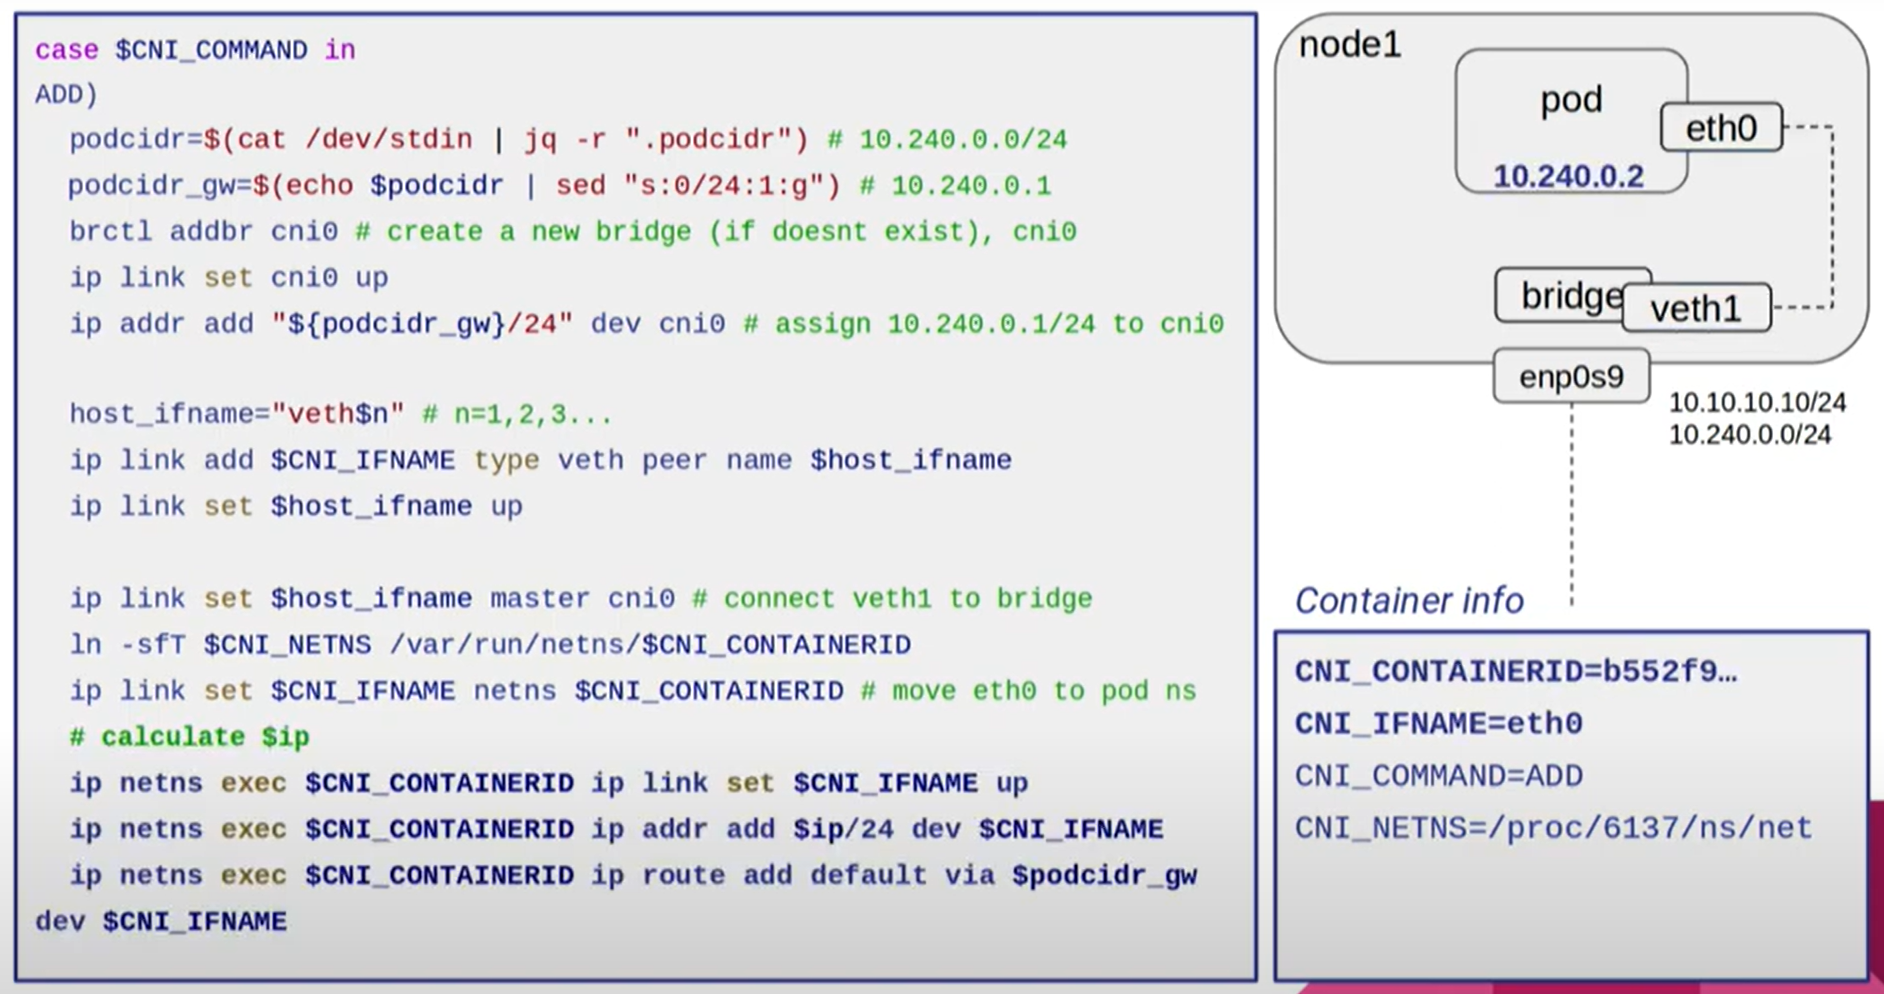 case $CNI_COMMAND in
ADD)
podcidr=$(cat /dev/stdin | jq -r ".podcidr") # 10.240.0.0/24
podcidr_gw=$(echo $podcidr | sed "s:0/24:1:g") # 10.240.0.1
brctl addbr cni0 # create a new bridge (if doesnt exist), cni0
ip link set cni0 up
ip addr add "${podcidr_gw}/24" dev cni0 # assign 10.240.0.1/24 to cni0
host_ifname="veth$n" # n=1,2,3...
ip link add $CNI_IFNAME type veth peer name $host_ifname
ip link set $host_ifname up
ip link set $host_ifname master cni0 # connect veth1 to bridge
ln -sfT $CNI_NETNS /var/run/netns/$CNI_CONTAINERID
ip link set $CNI_IFNAME netns $CNI_CONTAINERID # move eth0 to pod ns
# calculate $ip
ip netns exec $CNI_CONTAINERID ip link set $CNI_IFNAME up
ip netns exec $CNI_CONTAINERID ip addr add $ip/24 dev $CNI_IFNAME
ip netns exec $CNI_CONTAINERID ip route add default via $podcidr_gw
dev $CNI_IFNAME
node1
pod
eth0
10.240.0.2
bridge
veth1
enp0s9
10.10.10.10/24
10.240.0.0/24
Container info
CNI_CONTAINERID=b552f9…
CNI_IFNAME=eth0
CNI_COMMAND=ADD
CNI_NETNS=/proc/6137/ns/net